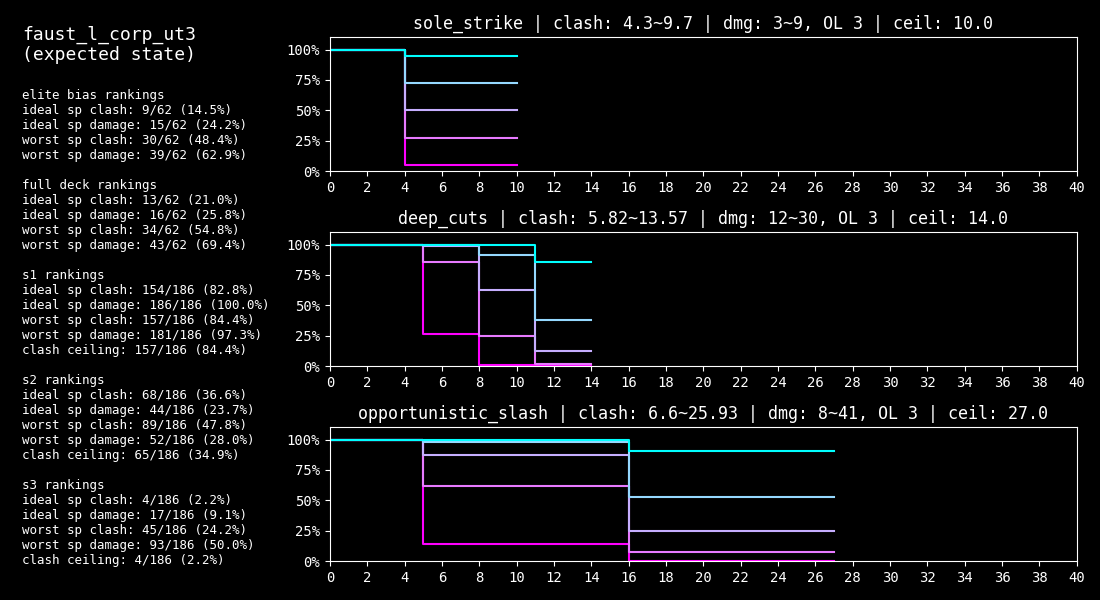 faust_l_corp_ut3
(expected state)
elite bias rankings
ideal sp clash: 9/62 (14.5%)
ideal sp damage: 15/62 (24.2%)
worst sp clash: 30/62 (48.4%)
worst sp damage: 39/62 (62.9%)
full deck rankings
ideal sp clash: 13/62 (21.0%)
ideal sp damage: 16/62 (25.8%)
worst sp clash: 34/62 (54.8%)
worst sp damage: 43/62 (69.4%)
s1 rankings
ideal sp clash: 154/186 (82.8%)
ideal sp damage: 186/186 (100.0%)
worst sp clash: 157/186 (84.4%)
worst sp damage: 181/186 (97.3%)
clash ceiling: 157/186 (84.4%)
s2 rankings
ideal sp clash: 68/186 (36.6%)
ideal sp damage: 44/186 (23.7%)
worst sp clash: 89/186 (47.8%)
worst sp damage: 52/186 (28.0%)
clash ceiling: 65/186 (34.9%)
s3 rankings
ideal sp clash: 4/186 (2.2%)
ideal sp damage: 17/186 (9.1%)
worst sp clash: 45/186 (24.2%)
worst sp damage: 93/186 (50.0%)
clash ceiling: 4/186 (2.2%)
sole_strike | clash: 4.3~9.7 | dmg: 3~9, OL 3 | ceil: 10.0
100%
75%
50%
25%
0%
0 2 4 6 8 10 12 14 16 18 20 22 24 26 28 30 32 34 36 38 40
deep_cuts | clash: 5.82~13.57 | dmg: 12~30, OL 3 | ceil: 14.0
100%
75%
50%
25%
0%
0 2 4 6 8 10 12 14 16 18 20 22 24 26 28 30 32 34 36 38 40
opportunistic_slash | clash: 6.6~25.93 | dmg: 8~41, OL 3 | ceil: 27.0
100%
75%
50%
25%
0%
0 2 4 6 8 10 12 14 16 18 20 22 24 26 28 30 32 34 36 38 40